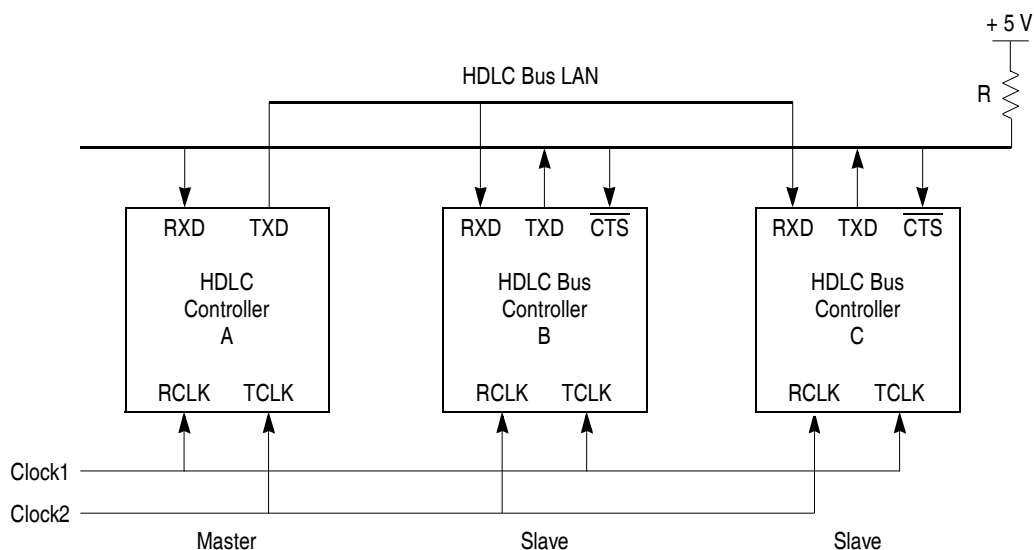 + 5 V
HDLC Bus LAN
R
RXD TXD
RXD TXD CTS
RXD TXD CTS
HDLC
Controller
A
HDLC Bus
Controller
B
HDLC Bus
Controller
C
RCLK TCLK
RCLK TCLK
RCLK TCLK
Clock1
Clock2
Master
Slave
Slave